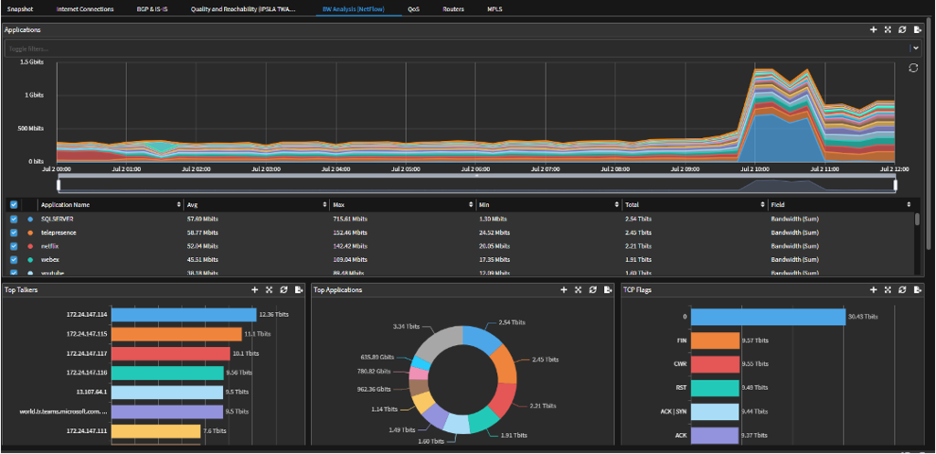 Snapshot Internet Connections BGP & IS-IS Quality and Reachability (IPSLA TWA... BW Analysis (NetFlow) QoS Routers MPLS
Applications
Toggle filters...
1.5 Gbits
1 Gbits
500 Mbits
0 bits
Jul 2 00:00 Jul 2 01:00 Jul 2 02:00 Jul 2 03:00 Jul 2 04:00 Jul 2 05:00 Jul 2 06:00 Jul 2 07:00 Jul 2 08:00 Jul 2 09:00 Jul 2 10:00 Jul 2 11:00 Jul 2 12:00
Application Name Avg Max Min Total Field
SQLSERVER 57.69 Mbits 715.61 Mbits 1.30 Mbits 2.54 Tbits Bandwidth (Sum)
telepresence 56.77 Mbits 152.46 Mbits 24.52 Mbits 2.45 Tbits Bandwidth (Sum)
netflix 52.04 Mbits 142.42 Mbits 20.05 Mbits 2.21 Tbits Bandwidth (Sum)
webex 45.51 Mbits 109.04 Mbits 17.35 Mbits 1.91 Tbits Bandwidth (Sum)
youtube 38.18 Mbits 89.48 Mbits 12.09 Mbits 1.60 Tbits Bandwidth (Sum)
Top Talkers
172.24.147.114 12.36 Tbits
172.24.147.115 11.1 Tbits
172.24.147.117 10.1 Tbits
172.24.147.116 9.56 Tbits
13.107.64.1 9.5 Tbits
world.tr.teams.microsoft.com. ... 9.5 Tbits
172.24.147.111 7.6 Tbits
Top Applications
3.34 Tbits
2.54 Tbits
635.89 Gbits
2.45 Tbits
780.82 Gbits
962.36 Gbits
2.21 Tbits
1.14 Tbits
1.49 Tbits
1.91 Tbits
1.60 Tbits
TCP Flags
0 30.43 Tbits
FIN 9.57 Tbits
CWR 9.55 Tbits
RST 9.49 Tbits
ACK | SYN 9.44 Tbits
ACK 9.37 Tbits